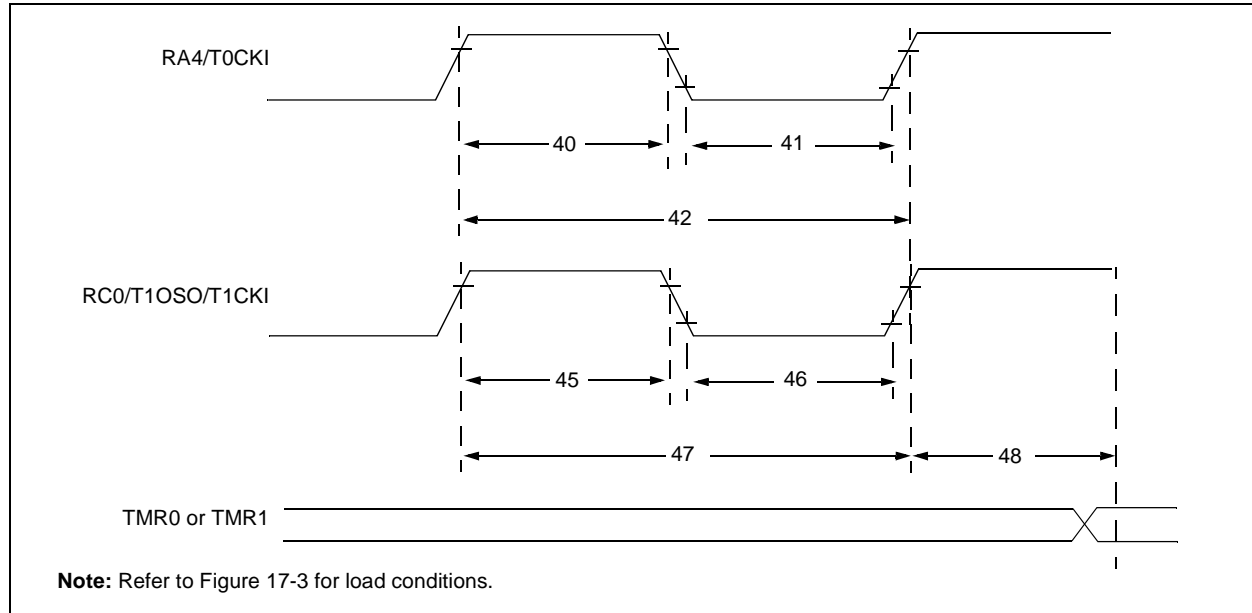 RA4/T0CKI
40
41
42
RC0/T1OSO/T1CKI
45
46
47
48
TMR0 or TMR1
Note: Refer to Figure 17-3 for load conditions.